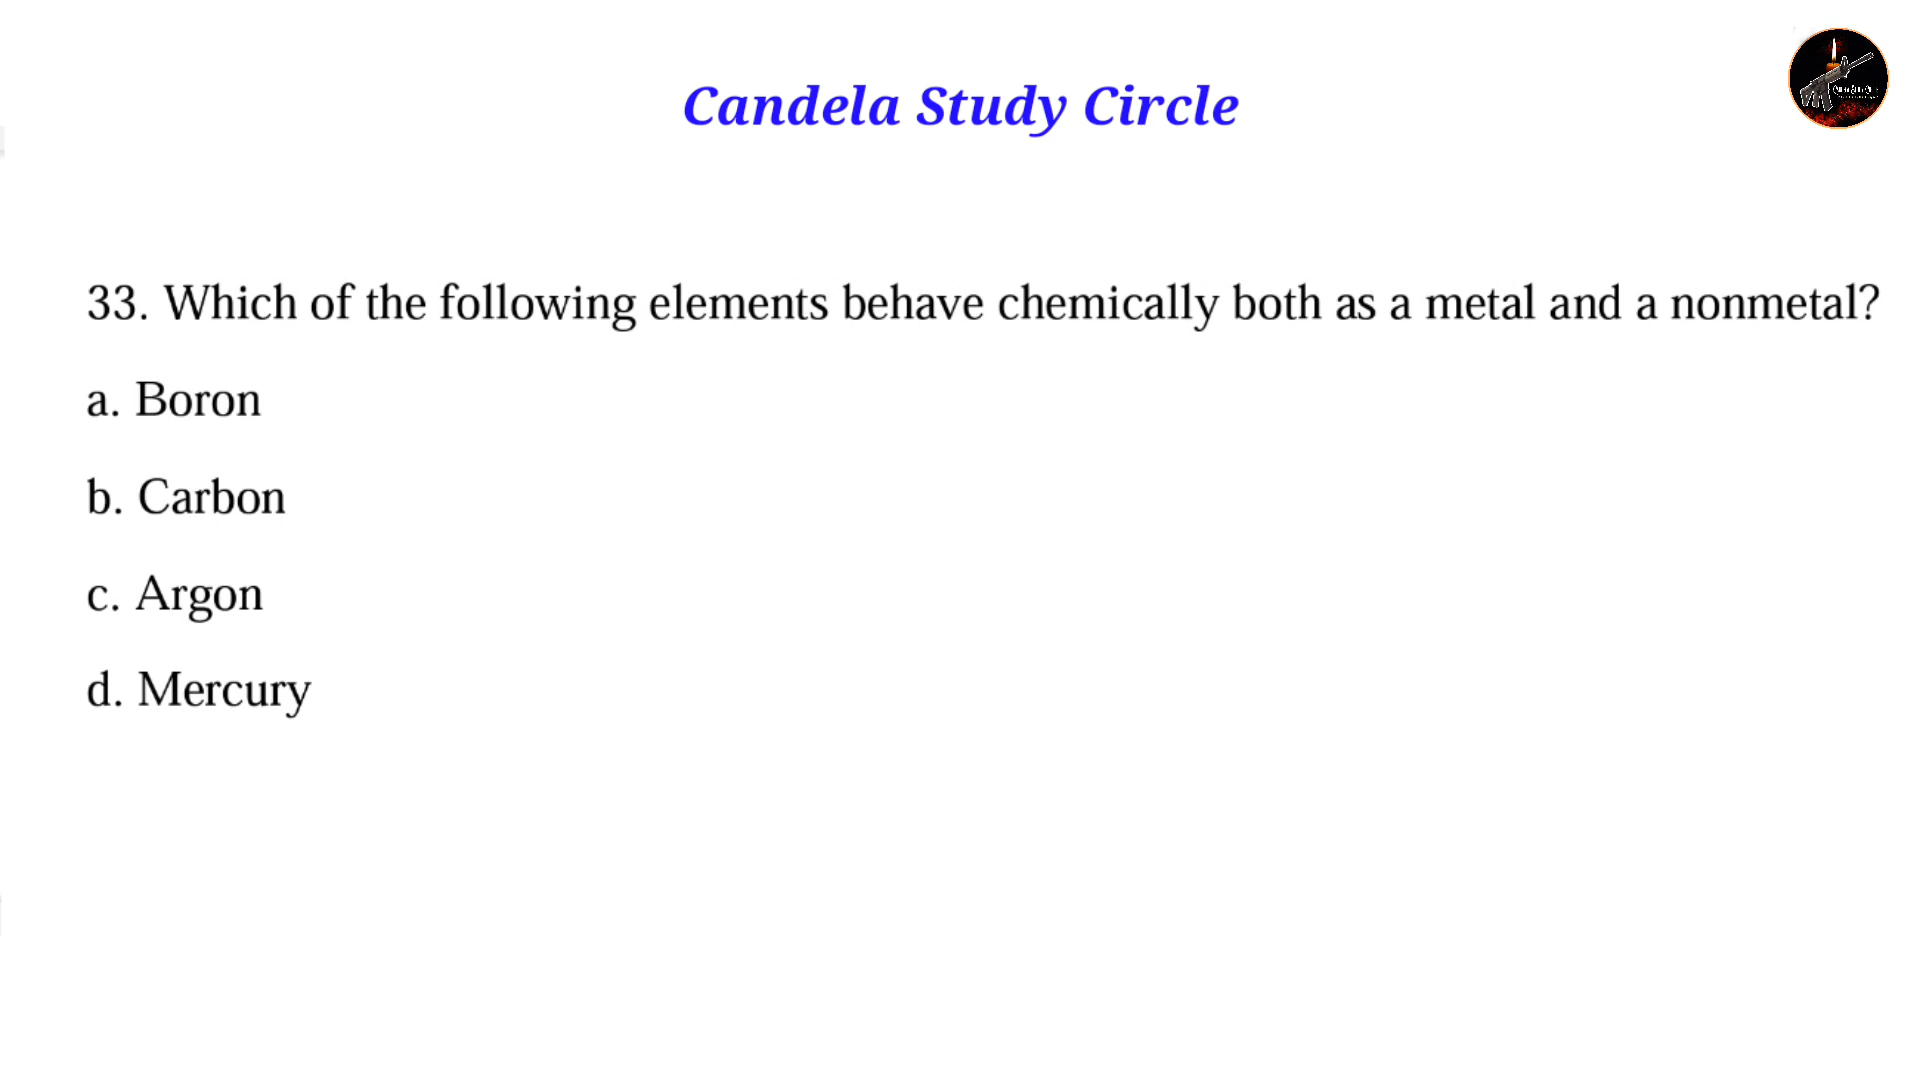 Candela Study Circle
33. Which of the following elements behave chemically both as a metal and a nonmetal?
a. Boron
b. Carbon
c. Argon
d. Mercury